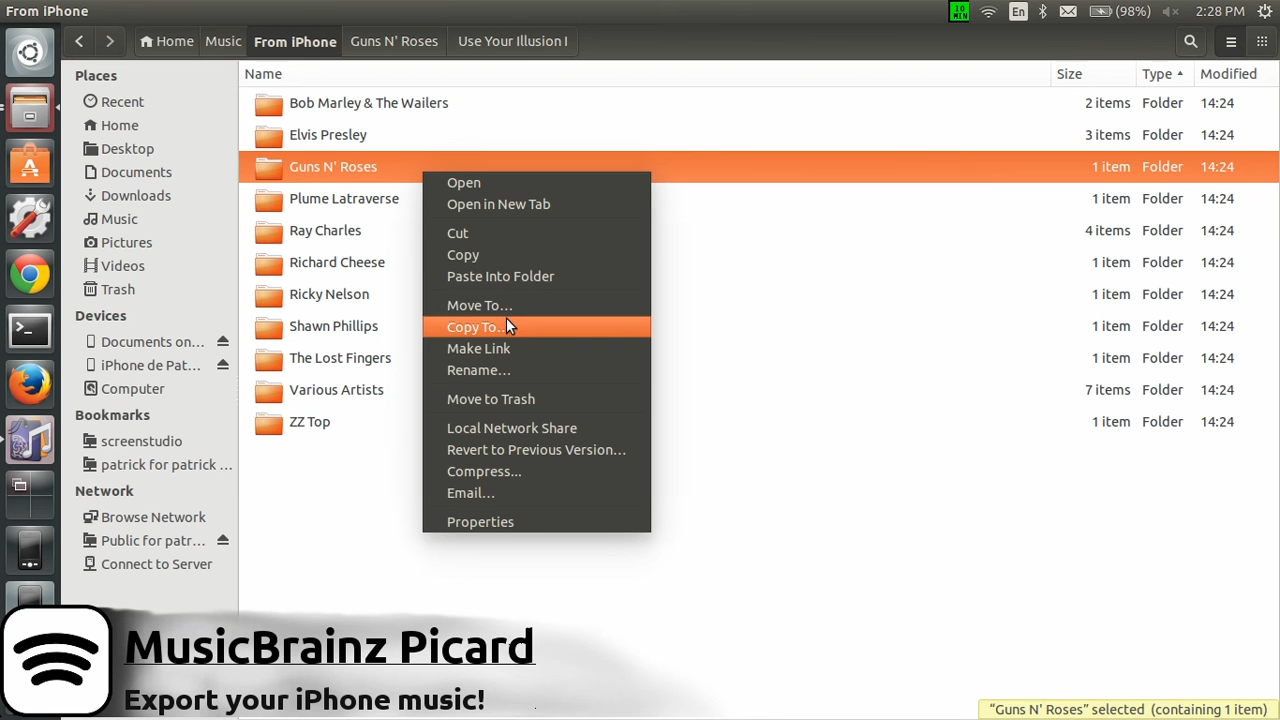 From iPhone
10 MIN
En
(98%)
2:28 PM
Home
Music
From iPhone
Guns N' Roses
Use Your Illusion I
Places
Recent
Home
Desktop
Documents
Downloads
Music
Pictures
Videos
Trash
Devices
Documents on...
iPhone de Pat...
Computer
Bookmarks
screenstudio
patrick for patrick ...
Network
Browse Network
Public for patr...
Connect to Server
Name Size Type Modified
Bob Marley & The Wailers 2 items Folder 14:24
Elvis Presley 3 items Folder 14:24
Guns N' Roses 1 item Folder 14:24
Plume Latraverse 1 item Folder 14:24
Ray Charles 4 items Folder 14:24
Richard Cheese 1 item Folder 14:24
Ricky Nelson 1 item Folder 14:24
Shawn Phillips 1 item Folder 14:24
The Lost Fingers 1 item Folder 14:24
Various Artists 7 items Folder 14:24
ZZ Top 1 item Folder 14:24
Open
Open in New Tab
Cut
Copy
Paste Into Folder
Move To...
Copy To...
Make Link
Rename...
Move to Trash
Local Network Share
Revert to Previous Version...
Compress...
Email...
Properties
MusicBrainz Picard
Export your iPhone music!
"Guns N' Roses" selected (containing 1 item)